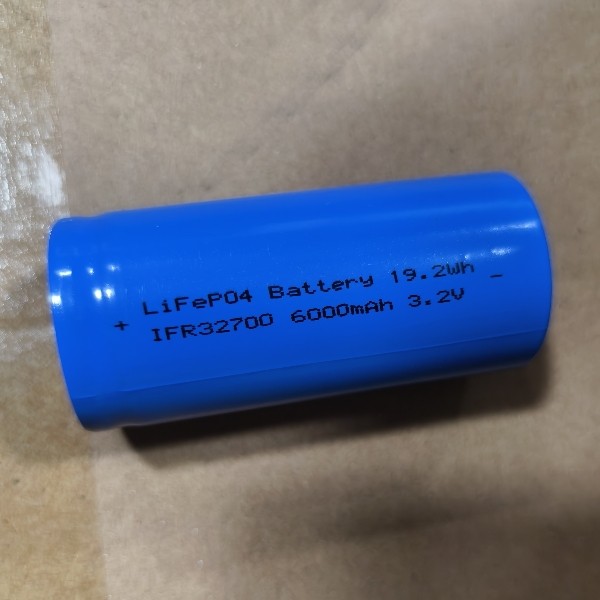 LiFePO4 Battery 19.2Wh
+ IFR32700 6000mAh 3.2V -